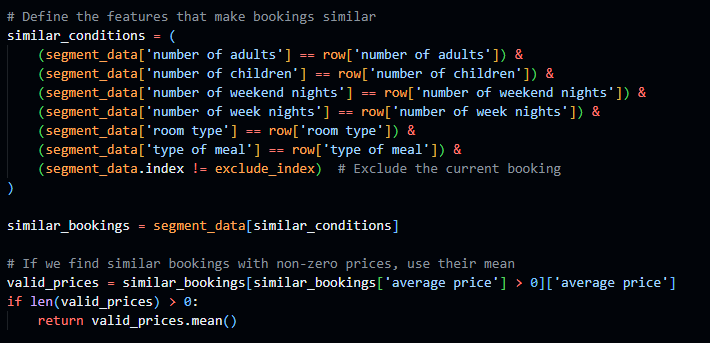 # Define the features that make bookings similar
similar_conditions = (
    (segment_data['number of adults'] == row['number of adults']) &
    (segment_data['number of children'] == row['number of children']) &
    (segment_data['number of weekend nights'] == row['number of weekend nights']) &
    (segment_data['number of week nights'] == row['number of week nights']) &
    (segment_data['room type'] == row['room type']) &
    (segment_data['type of meal'] == row['type of meal']) &
    (segment_data.index != exclude_index)  # Exclude the current booking
)

similar_bookings = segment_data[similar_conditions]

# If we find similar bookings with non-zero prices, use their mean
valid_prices = similar_bookings[similar_bookings['average price'] > 0]['average price']
if len(valid_prices) > 0:
    return valid_prices.mean()